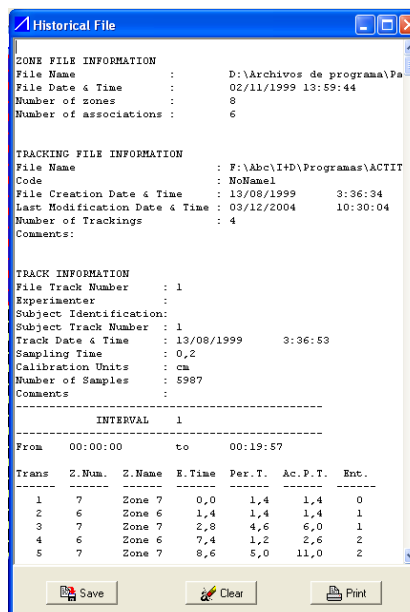 Historical File
ZONE FILE INFORMATION
File Name : D:\Archivos de programa\Pa
File Date & Time : 02/11/1999 13:59:44
Number of zones : 8
Number of associations : 6
TRACKING FILE INFORMATION
File Name : F:\Abc\I+D\Programas\ACTIT
Code : NoName1
File Creation Date & Time : 13/08/1999 3:36:34
Last Modification Date & Time : 03/12/2004 10:30:04
Number of Trackings : 4
Comments:
TRACK INFORMATION
File Track Number : 1
Experimenter :
Subject Identification:
Subject Track Number : 1
Track Date & Time : 13/08/1999 3:36:53
Sampling Time : 0,2
Calibration Units : cm
Number of Samples : 5987
Comments :
INTERVAL 1
From 00:00:00 to 00:19:57
Trans Z.Num. Z.Name E.Time Per.T. Ac.P.T. Ent.
1 7 Zone 7 0,0 1,4 1,4 0
2 6 Zone 6 1,4 1,4 1,4 1
3 7 Zone 7 2,8 4,6 6,0 1
4 6 Zone 6 7,4 1,2 2,6 2
5 7 Zone 7 8,6 5,0 11,0 2
Save Clear Print